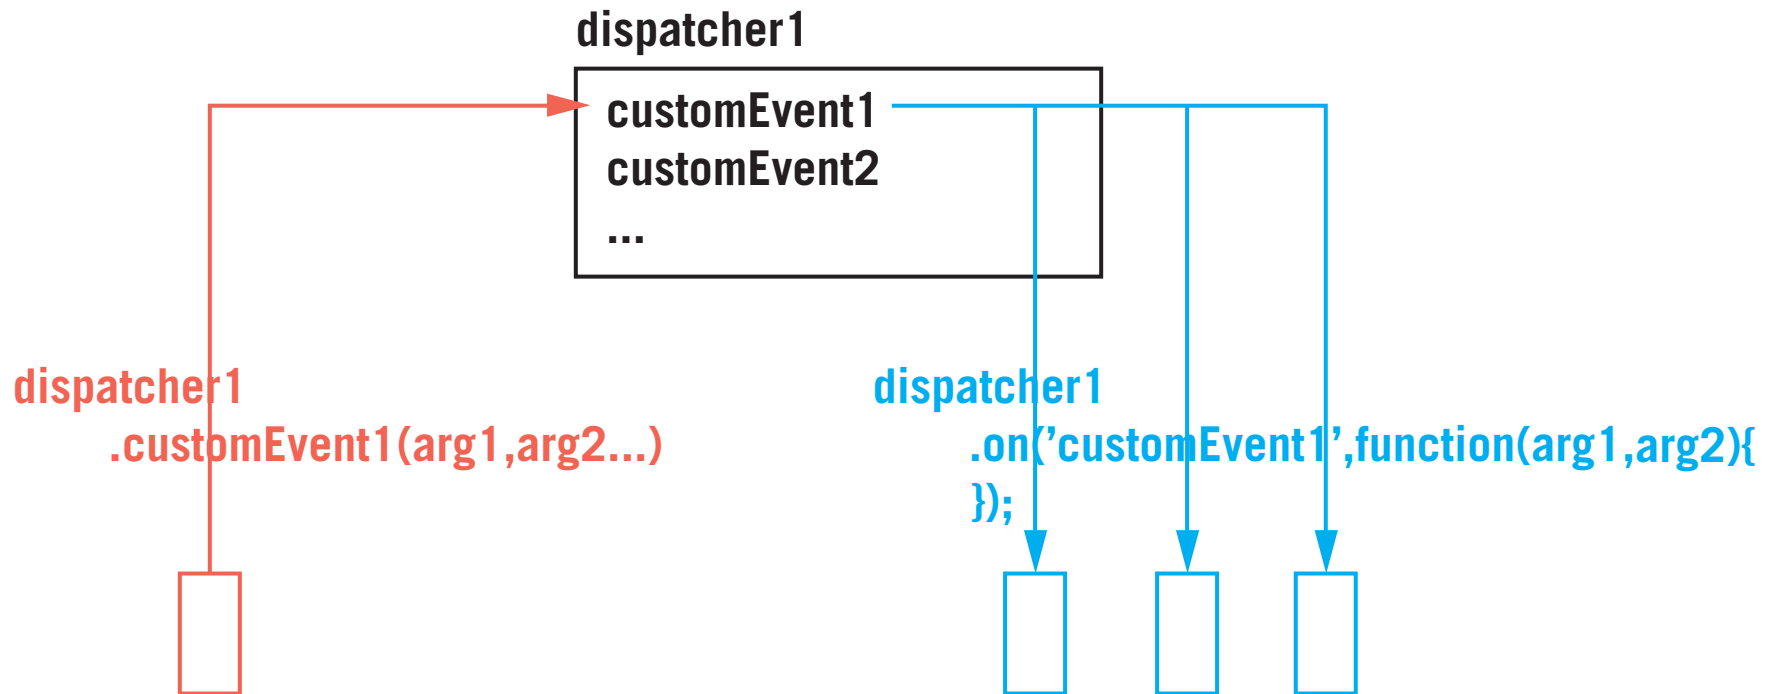 dispatcher1
customEvent1
customEvent2
...
dispatcher1
.customEvent1(arg1,arg2...)
dispatcher1
.on(’customEvent1’,function(arg1,arg2){
});